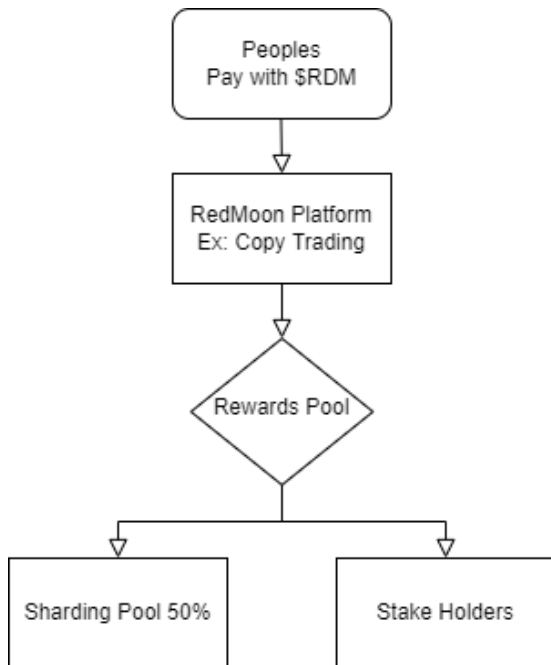 Peoples
Pay with $RDM
RedMoon Platform
Ex: Copy Trading
Rewards Pool
Sharding Pool 50%
Stake Holders